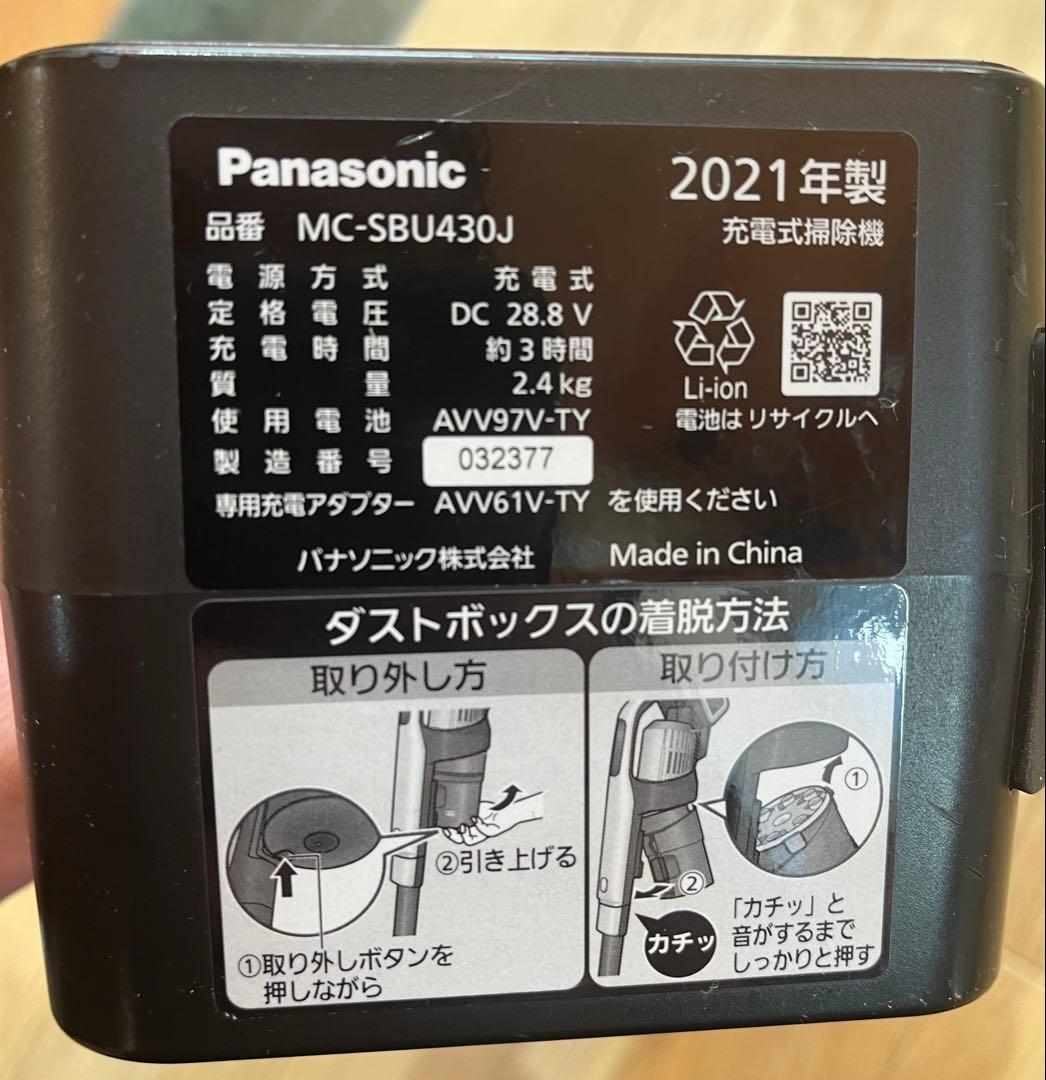 Panasonic
2021年製
品番 MC-SBU430J
充電式掃除機
電源方式 充電式
定格電圧 DC 28.8 V
充電時間 約3時間
質量 2.4 kg
使用電池 AVV97V-TY
製造番号 032377
Li-ion
電池はリサイクルへ
専用充電アダプター AVV61V-TY を使用ください
パナソニック株式会社 Made in China
ダストボックスの着脱方法
取り外し方
②引き上げる
①取り外しボタンを
押しながら
取り付け方
①
②
カチッ
「カチッ」と
音がするまで
しっかりと押す